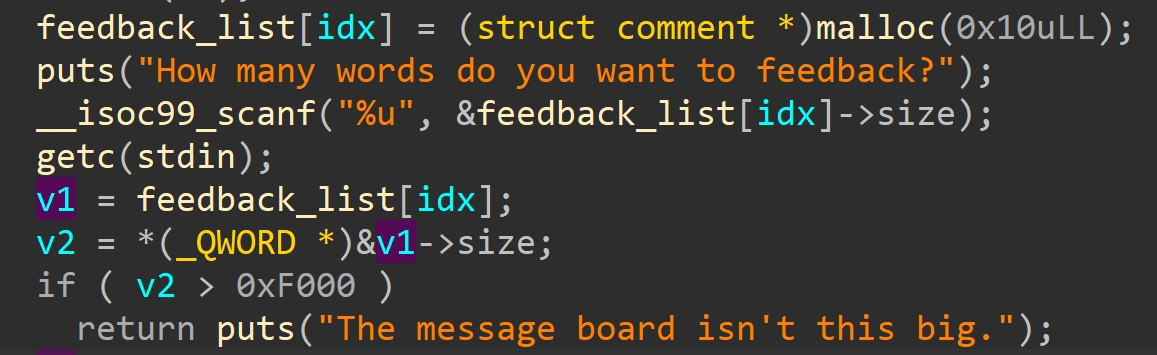 feedback_list[idx] = (struct comment *)malloc(0x10uLL);
puts("How many words do you want to feedback?");
__isoc99_scanf("%u", &feedback_list[idx]->size);
getc(stdin);
v1 = feedback_list[idx];
v2 = *(_QWORD *)&v1->size;
if ( v2 > 0xF000 )
return puts("The message board isn't this big.");